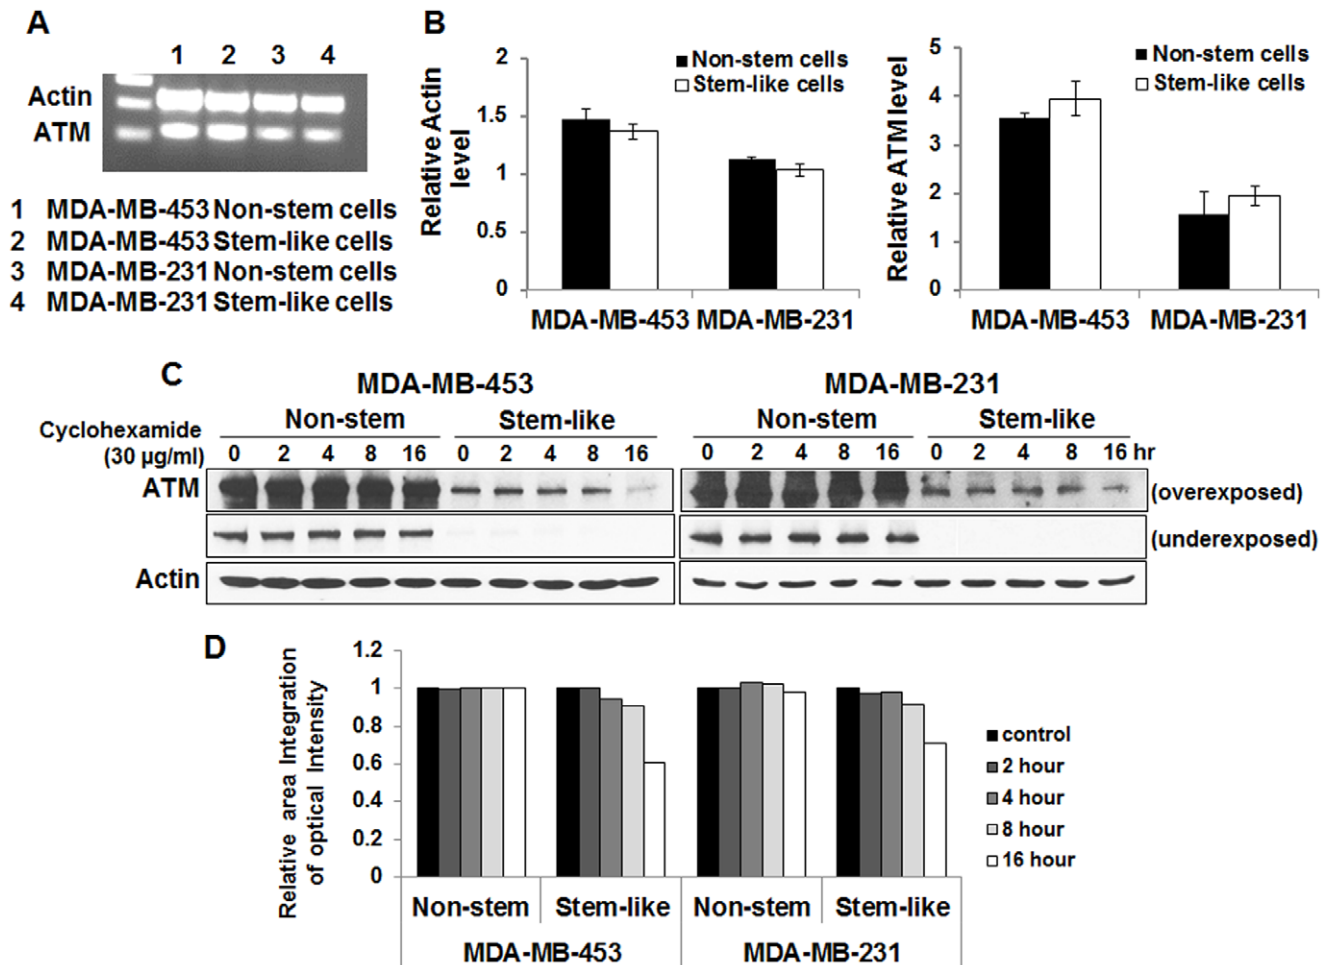 A
1 2 3 4
Actin
ATM
1 MDA-MB-453 Non-stem cells
2 MDA-MB-453 Stem-like cells
3 MDA-MB-231 Non-stem cells
4 MDA-MB-231 Stem-like cells
B
Relative Actin
level
2
1.5
1
0.5
0
Non-stem cells
Stem-like cells
MDA-MB-453 MDA-MB-231
Relative ATM level
5
4
3
2
1
0
Non-stem cells
Stem-like cells
MDA-MB-453 MDA-MB-231
C
MDA-MB-453 MDA-MB-231
Non-stem Stem-like Non-stem Stem-like
Cyclohexamide
(30 µg/ml)
0 2 4 8 16 0 2 4 8 16 0 2 4 8 16 0 2 4 8 16 hr
ATM
(overexposed)
(underexposed)
Actin
D
Relative area Integration
of optical Intensity
1.2
1
0.8
0.6
0.4
0.2
0
control
2 hour
4 hour
8 hour
16 hour
Non-stem Stem-like Non-stem Stem-like
MDA-MB-453 MDA-MB-231